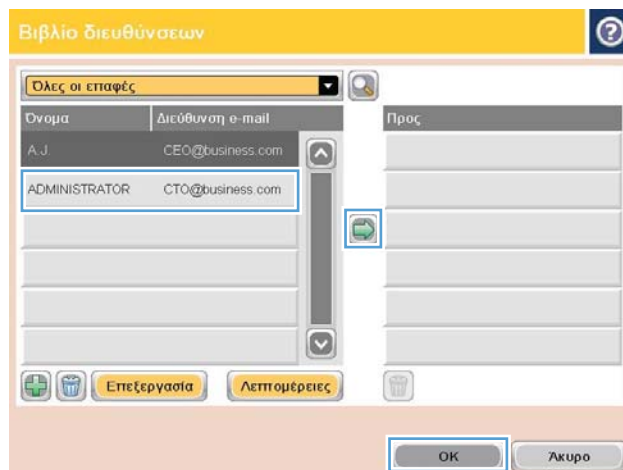 Βιβλίο διευθύνσεων
Όλες οι επαφές
Όνομα Διεύθυνση e-mail Προς
A.J. CEO@business.com
ADMINISTRATOR CTO@business.com
Επεξεργασία Λεπτομέρειες
OK Άκυρο